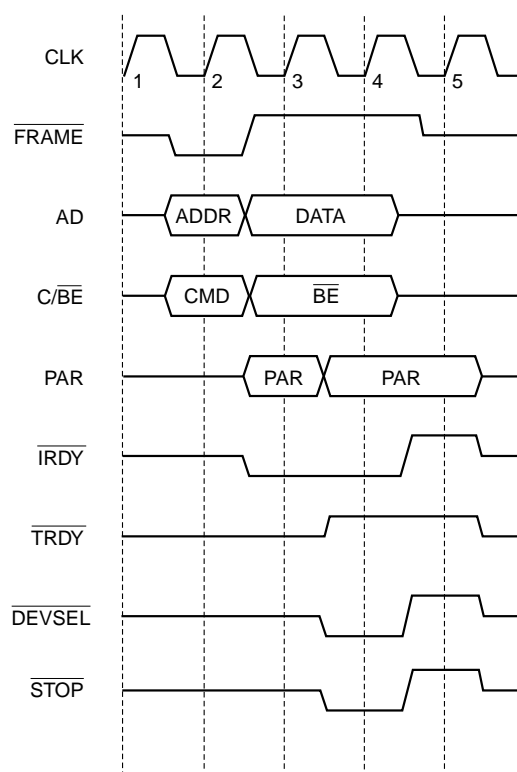 CLK
1 2 3 4 5
FRAME
AD ADDR DATA
C/BE CMD BE
PAR PAR PAR
IRDY
TRDY
DEVSEL
STOP